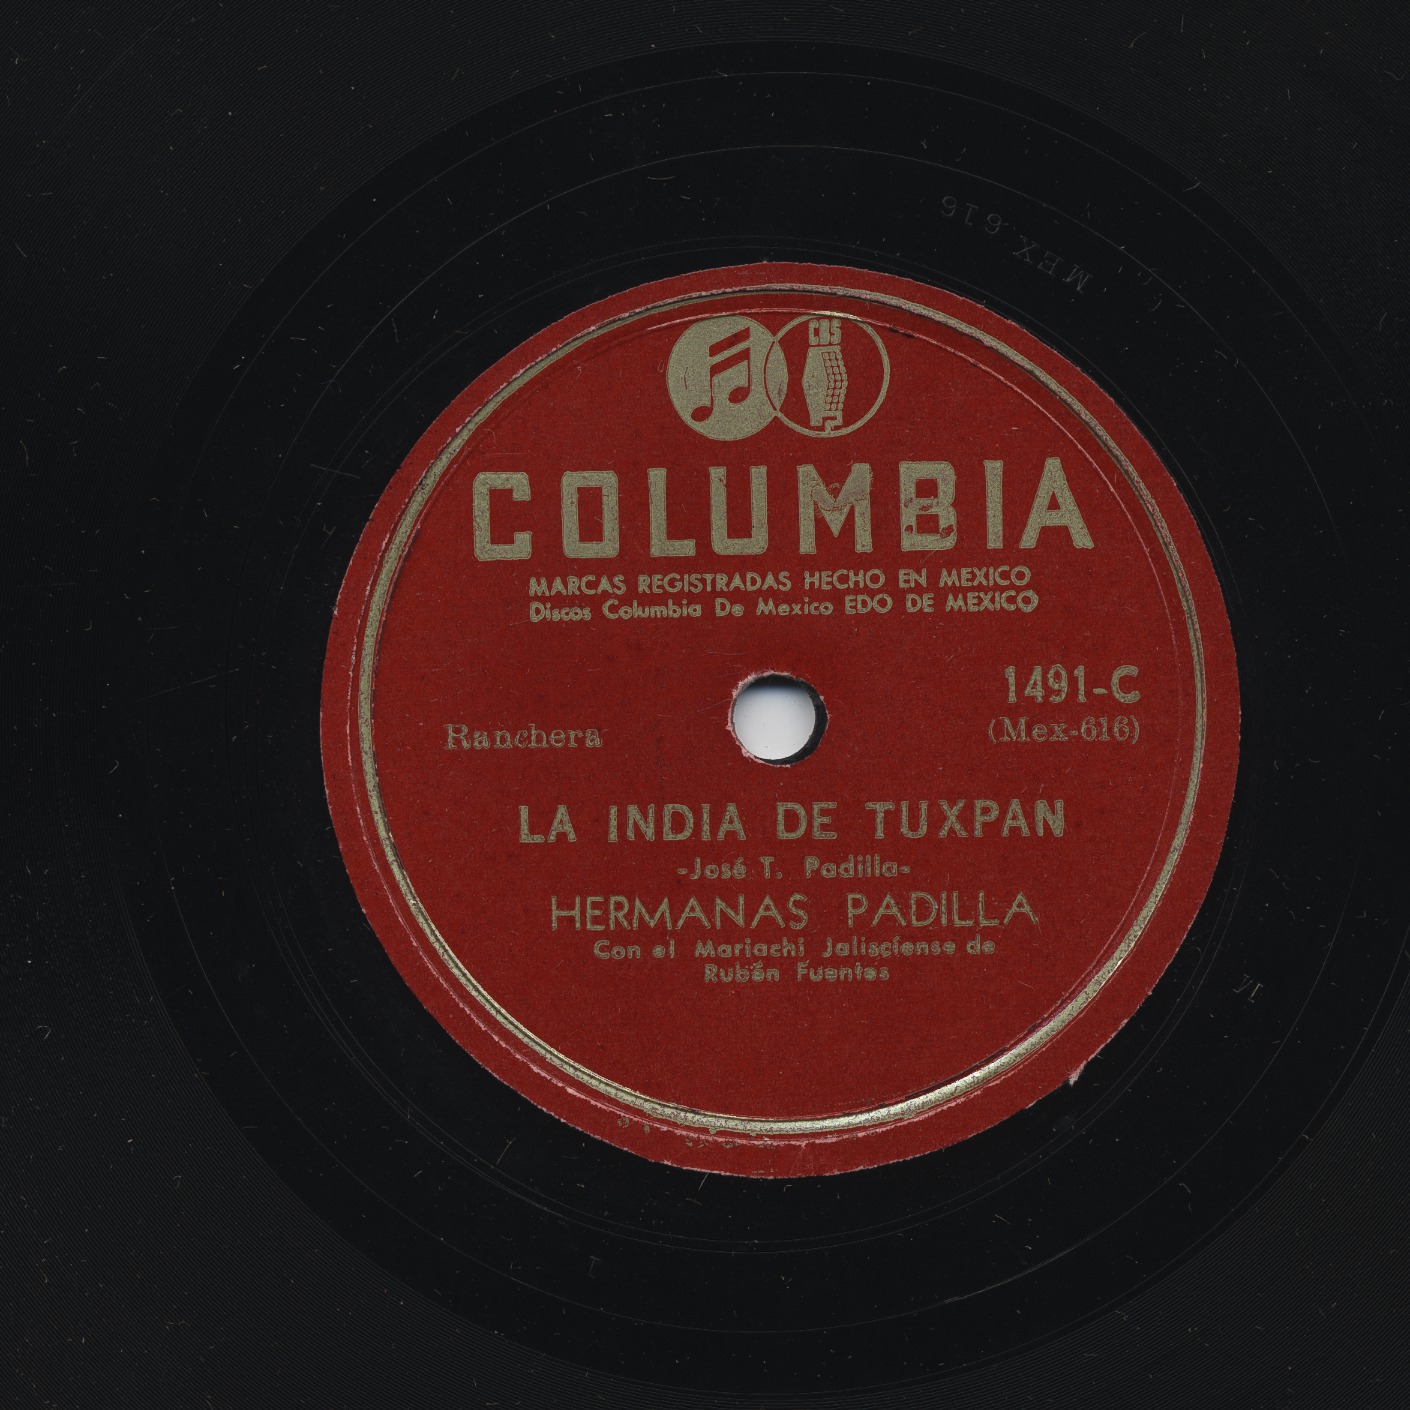 MEX.616
CBS
COLUMBIA
MARCAS REGISTRADAS HECHO EN MEXICO
Discos Columbia De Mexico EDO DE MEXICO
1491-C
Ranchera
(Mex-616)
LA INDIA DE TUXPAN
-José T. Padilla-
HERMANAS PADILLA
Con el Mariachi Jalisciense de
Rubén Fuentes
1